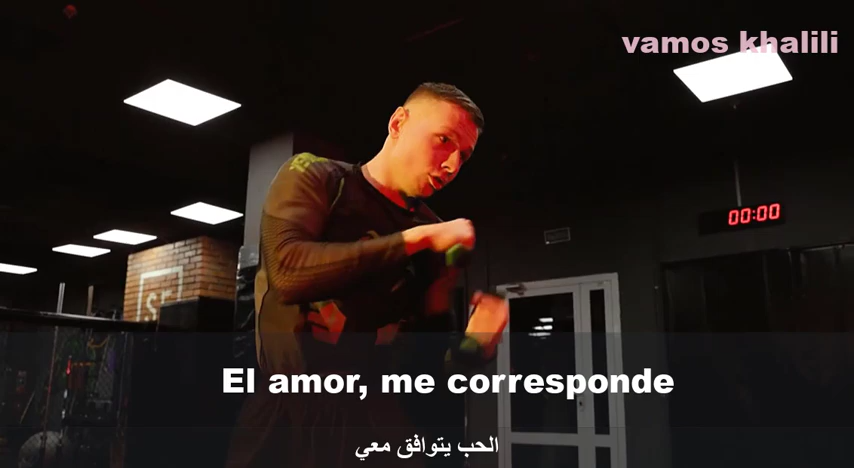 vamos khalili
00:00
El amor, me corresponde
الحب يتوافق معي